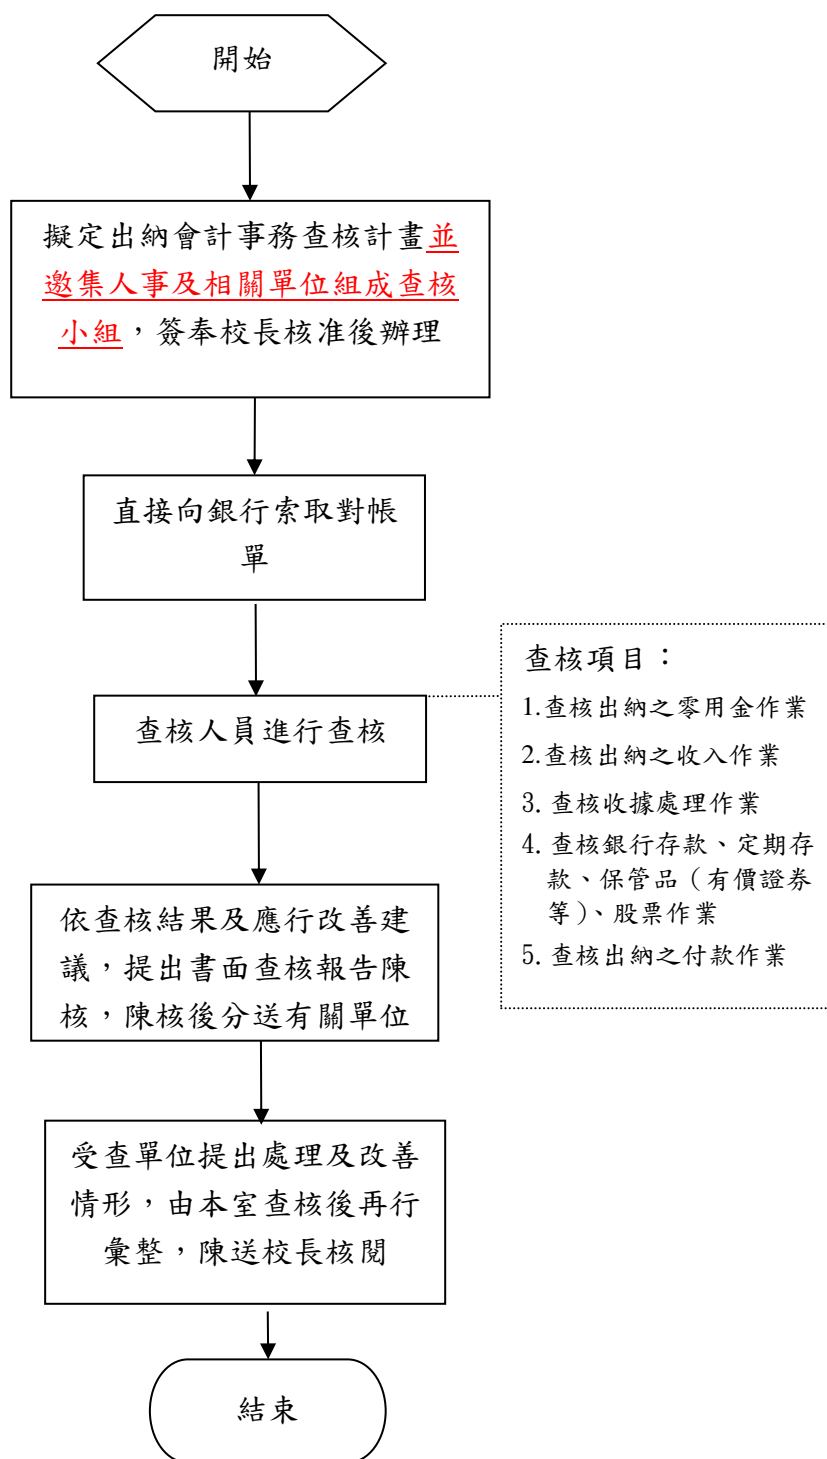 開始
擬定出納會計事務查核計畫並
邀集人事及相關單位組成查核
小組，簽奉校長核准後辦理
直接向銀行索取對帳
單
查核人員進行查核
查核項目：
1.查核出納之零用金作業
2.查核出納之收入作業
3. 查核收據處理作業
4. 查核銀行存款、定期存
款、保管品（有價證券
等）、股票作業
5. 查核出納之付款作業
依查核結果及應行改善建
議，提出書面查核報告陳
核，陳核後分送有關單位
受查單位提出處理及改善
情形，由本室查核後再行
彙整，陳送校長核閱
結束